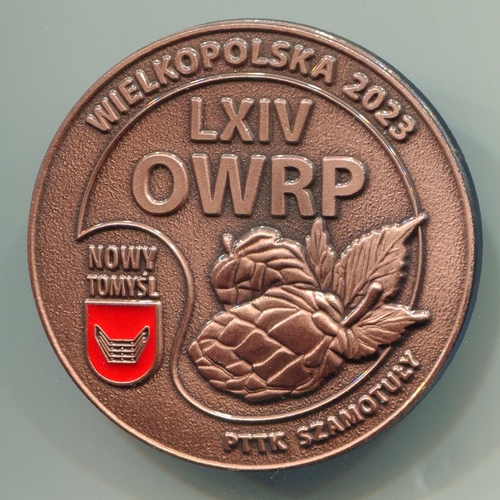 WIELKOPOLSKA 2023
LXIV
OWRP
NOWY
TOMYŚL
PTTK SZAMOTUŁY